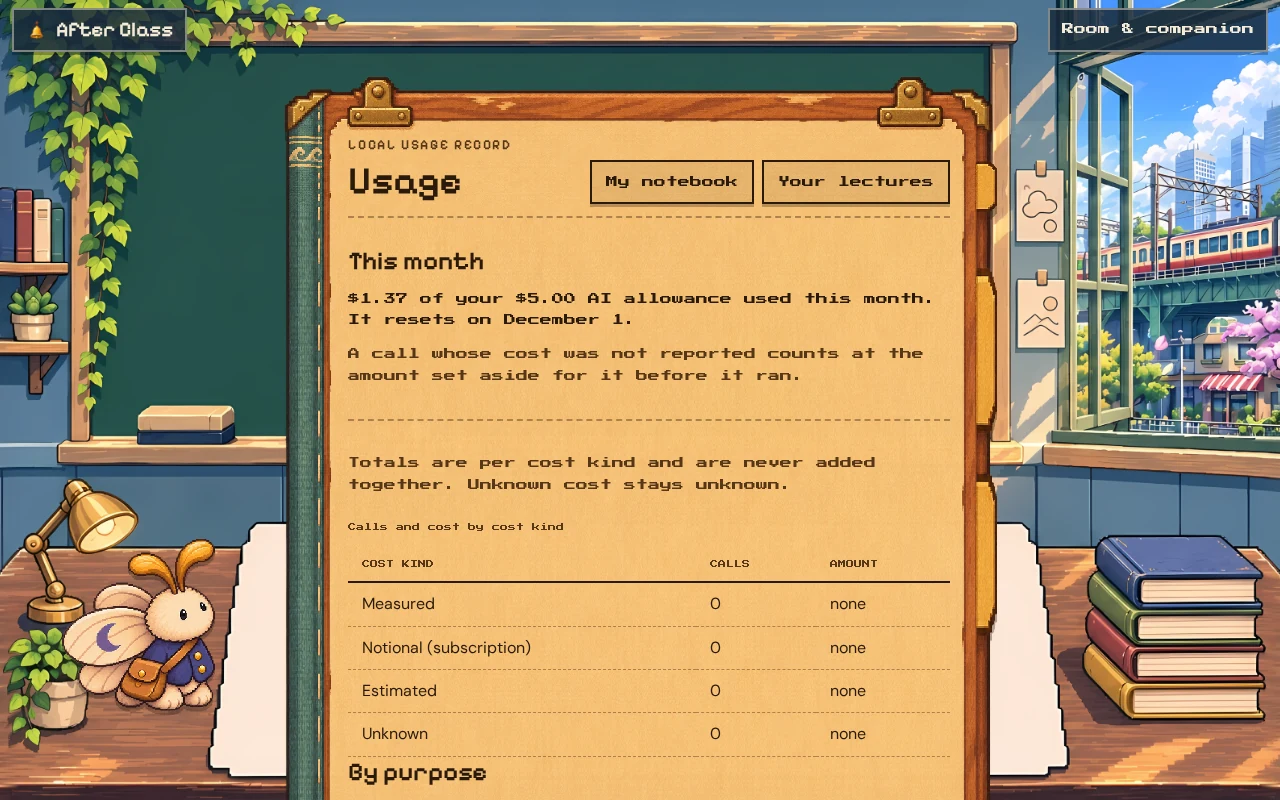 After Class
Room & companion
LOCAL USAGE RECORD
Usage
My notebook
Your lectures
This month
$1.37 of your $5.00 AI allowance used this month.
It resets on December 1.
A call whose cost was not reported counts at the
amount set aside for it before it ran.
Totals are per cost kind and are never added
together. Unknown cost stays unknown.
Calls and cost by cost kind
COST KIND CALLS AMOUNT
Measured 0 none
Notional (subscription) 0 none
Estimated 0 none
Unknown 0 none
By purpose